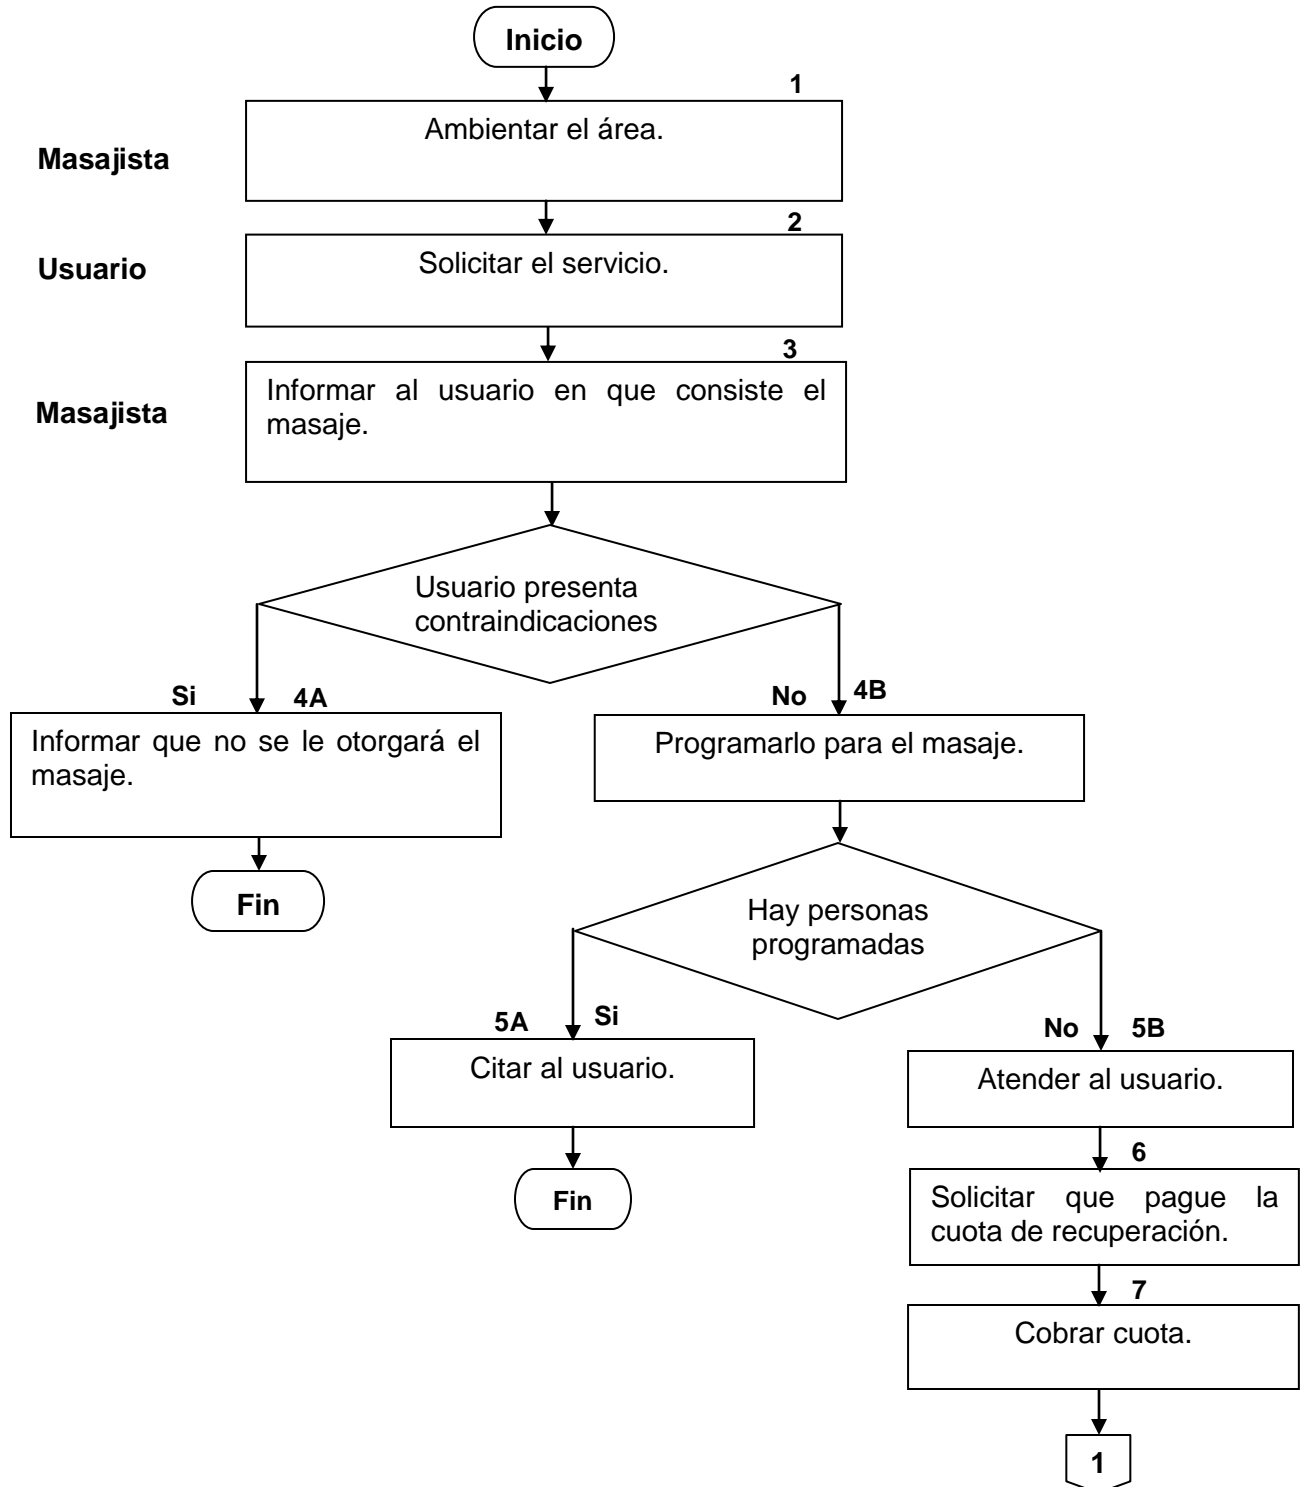 Inicio
1
Ambientar el área.
Masajista
2
Solicitar el servicio.
Usuario
3
Informar al usuario en que consiste el
masaje.
Masajista
Usuario presenta
contraindicaciones
Si
4A
No
4B
Informar que no se le otorgará el
masaje.
Programarlo para el masaje.
Fin
Hay personas
programadas
5A
Si
No
5B
Citar al usuario.
Atender al usuario.
6
Fin
Solicitar que pague la
cuota de recuperación.
7
Cobrar cuota.
1